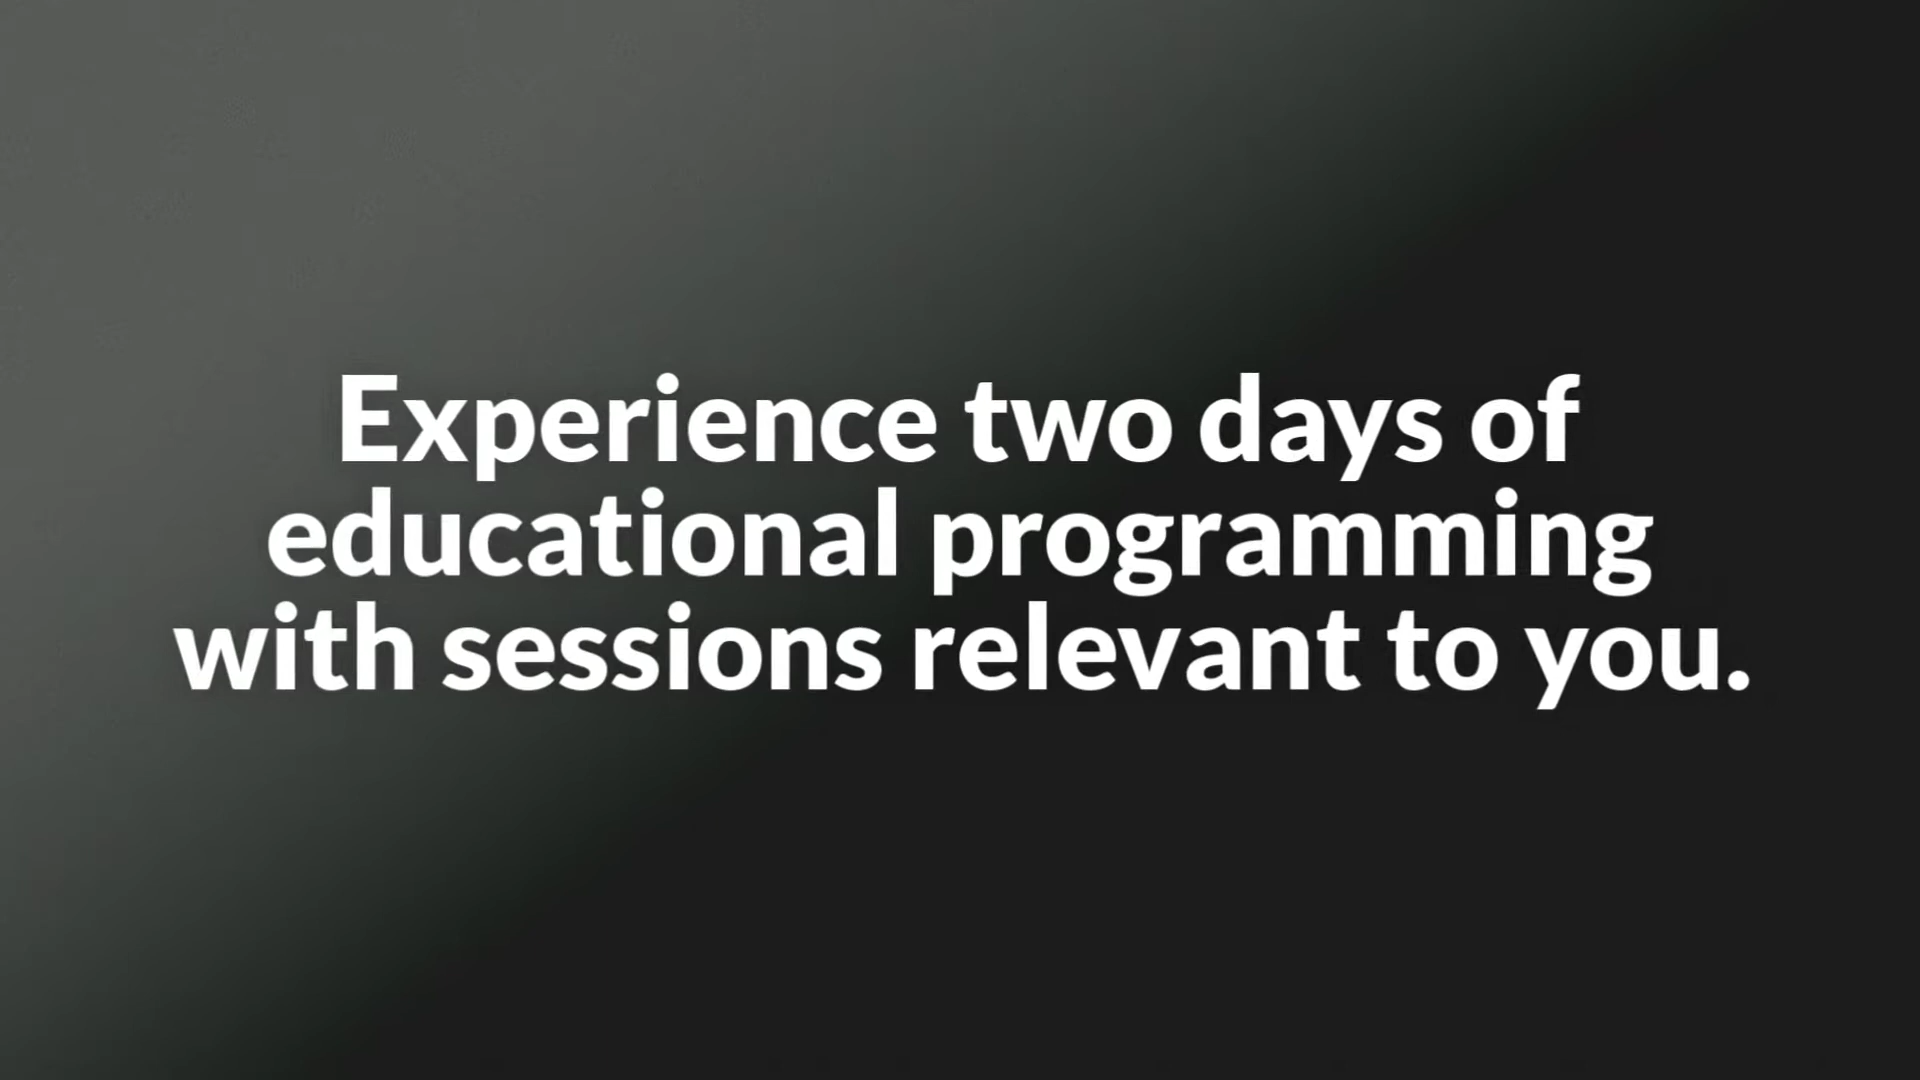 Experience two days of
educational programming
with sessions relevant to you.